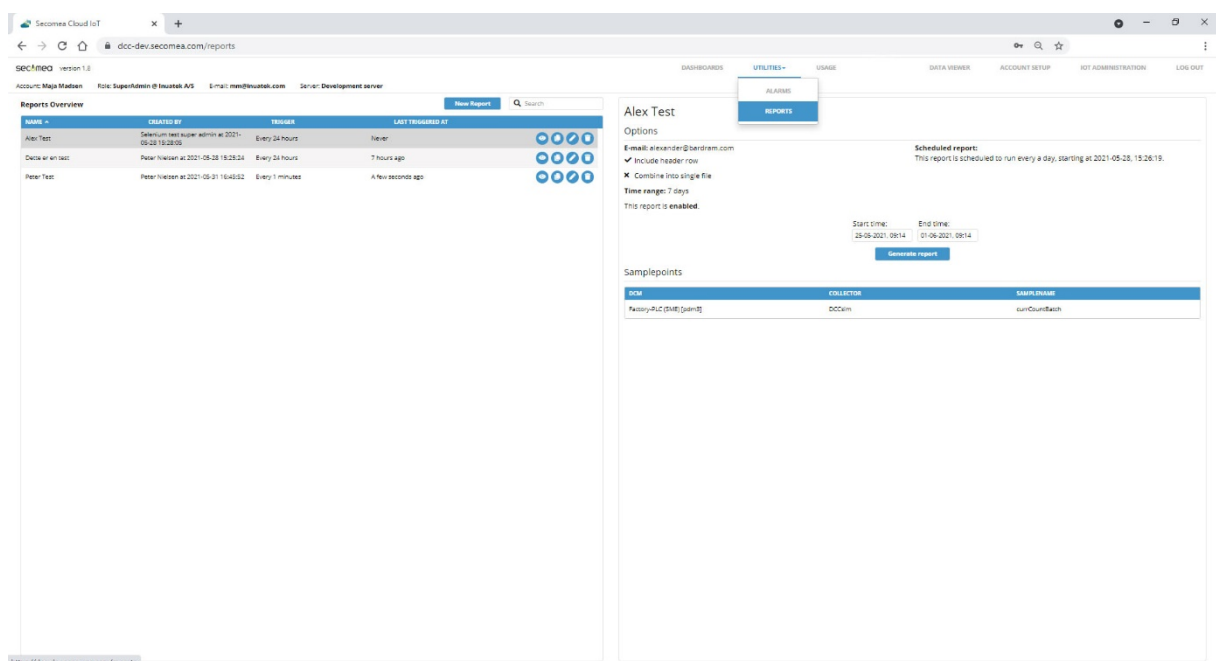 Secomea Cloud IoT
dcc-dev.secomea.com/reports
secomea version 1.E
DASHBOARDS UTILITIES USAGE DATA VIEWER ACCOUNT SETUP IOT ADMINISTRATION LOG OUT
Account: Maja Madsen Role: SuperAdmin @ Inuatek A/S E-mail: mm@inuatek.com Server: Development server
ALARMS
REPORTS
Reports Overview New Report Search
NAME CREATED BY TRIGGER LAST TRIGGERED AT
Alex Test Selenium test super admin at 2021-05-28 15:28:05 Every 24 hours Never
Dette er en test Peter Nielsen at 2021-05-28 15:25:24 Every 24 hours 7 hours ago
Peter Test Peter Nielsen at 2021-05-31 16:43:52 Every 1 minutes A few seconds ago
Alex Test
Options
E-mail: alexander@bardram.com
Include header row
Combine into single file
Time range: 7 days
This report is enabled.
Scheduled report:
This report is scheduled to run every a day, starting at 2021-05-28, 15:26:19.
Start time: End time:
25-05-2021, 09:14 01-06-2021, 09:14
Generate report
Samplepoints
DCM COLLECTOR SAMPLENAME
Factory-PLC (SME) [pdm3] DCCsim currCountBatch